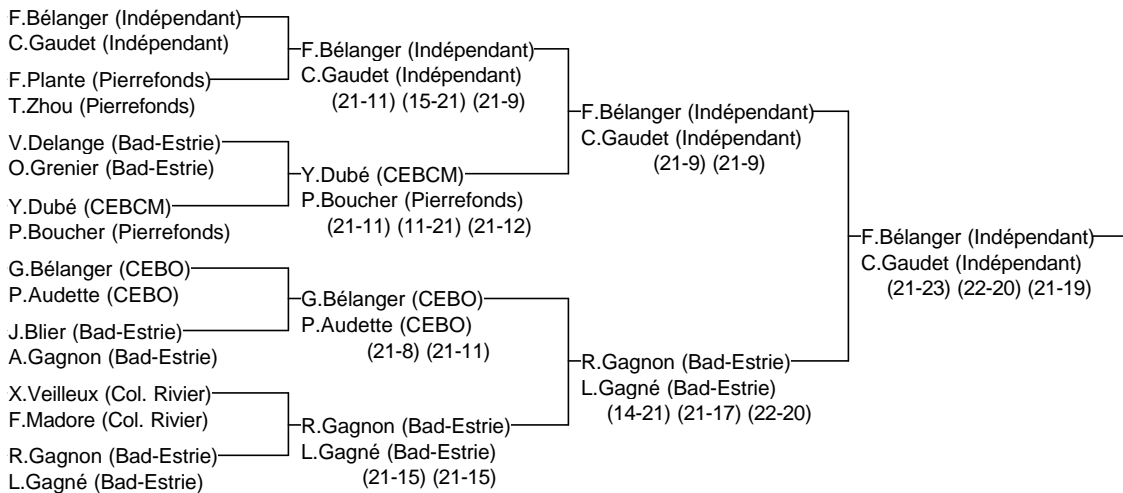 F.Bélanger (Indépendant)
C.Gaudet (Indépendant)
F.Plante (Pierrefonds)
T.Zhou (Pierrefonds)
V.Delange (Bad-Estrie)
O.Grenier (Bad-Estrie)
Y.Dubé (CEBCM)
P.Boucher (Pierrefonds)
G.Bélanger (CEBO)
P.Audette (CEBO)
J.Blier (Bad-Estrie)
A.Gagnon (Bad-Estrie)
X.Veilleux (Col. Rivier)
F.Madore (Col. Rivier)
R.Gagnon (Bad-Estrie)
L.Gagné (Bad-Estrie)
F.Bélanger (Indépendant)
C.Gaudet (Indépendant)
(21-11) (15-21) (21-9)
Y.Dubé (CEBCM)
P.Boucher (Pierrefonds)
(21-11) (11-21) (21-12)
G.Bélanger (CEBO)
P.Audette (CEBO)
(21-8) (21-11)
R.Gagnon (Bad-Estrie)
L.Gagné (Bad-Estrie)
(21-15) (21-15)
F.Bélanger (Indépendant)
C.Gaudet (Indépendant)
(21-9) (21-9)
R.Gagnon (Bad-Estrie)
L.Gagné (Bad-Estrie)
(14-21) (21-17) (22-20)
F.Bélanger (Indépendant)
C.Gaudet (Indépendant)
(21-23) (22-20) (21-19)